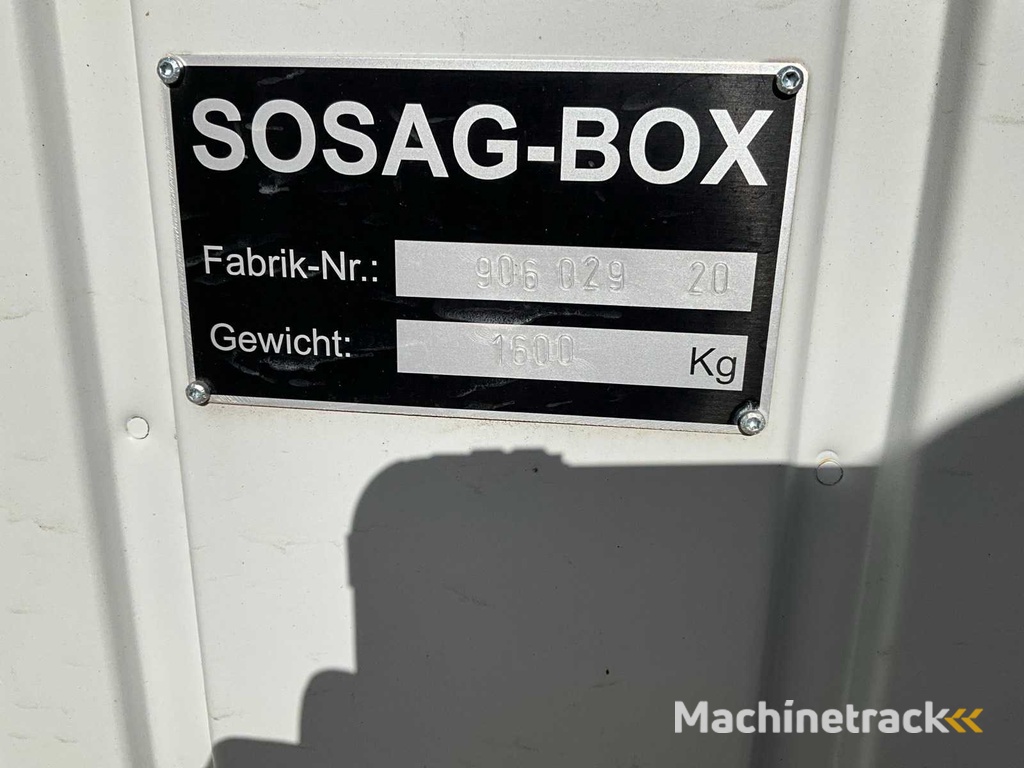 SOSAG-BOX
Fabrik-Nr.: 906 029 20
Gewicht: 1600 Kg
Machinetrack